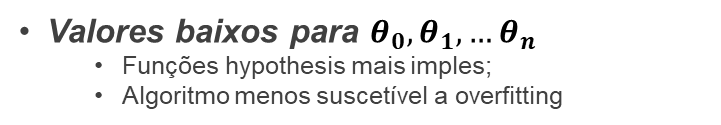 • Valores baixos para θ₀, θ₁, ... θₙ
• Funções hypothesis mais imples;
• Algoritmo menos suscetível a overfitting